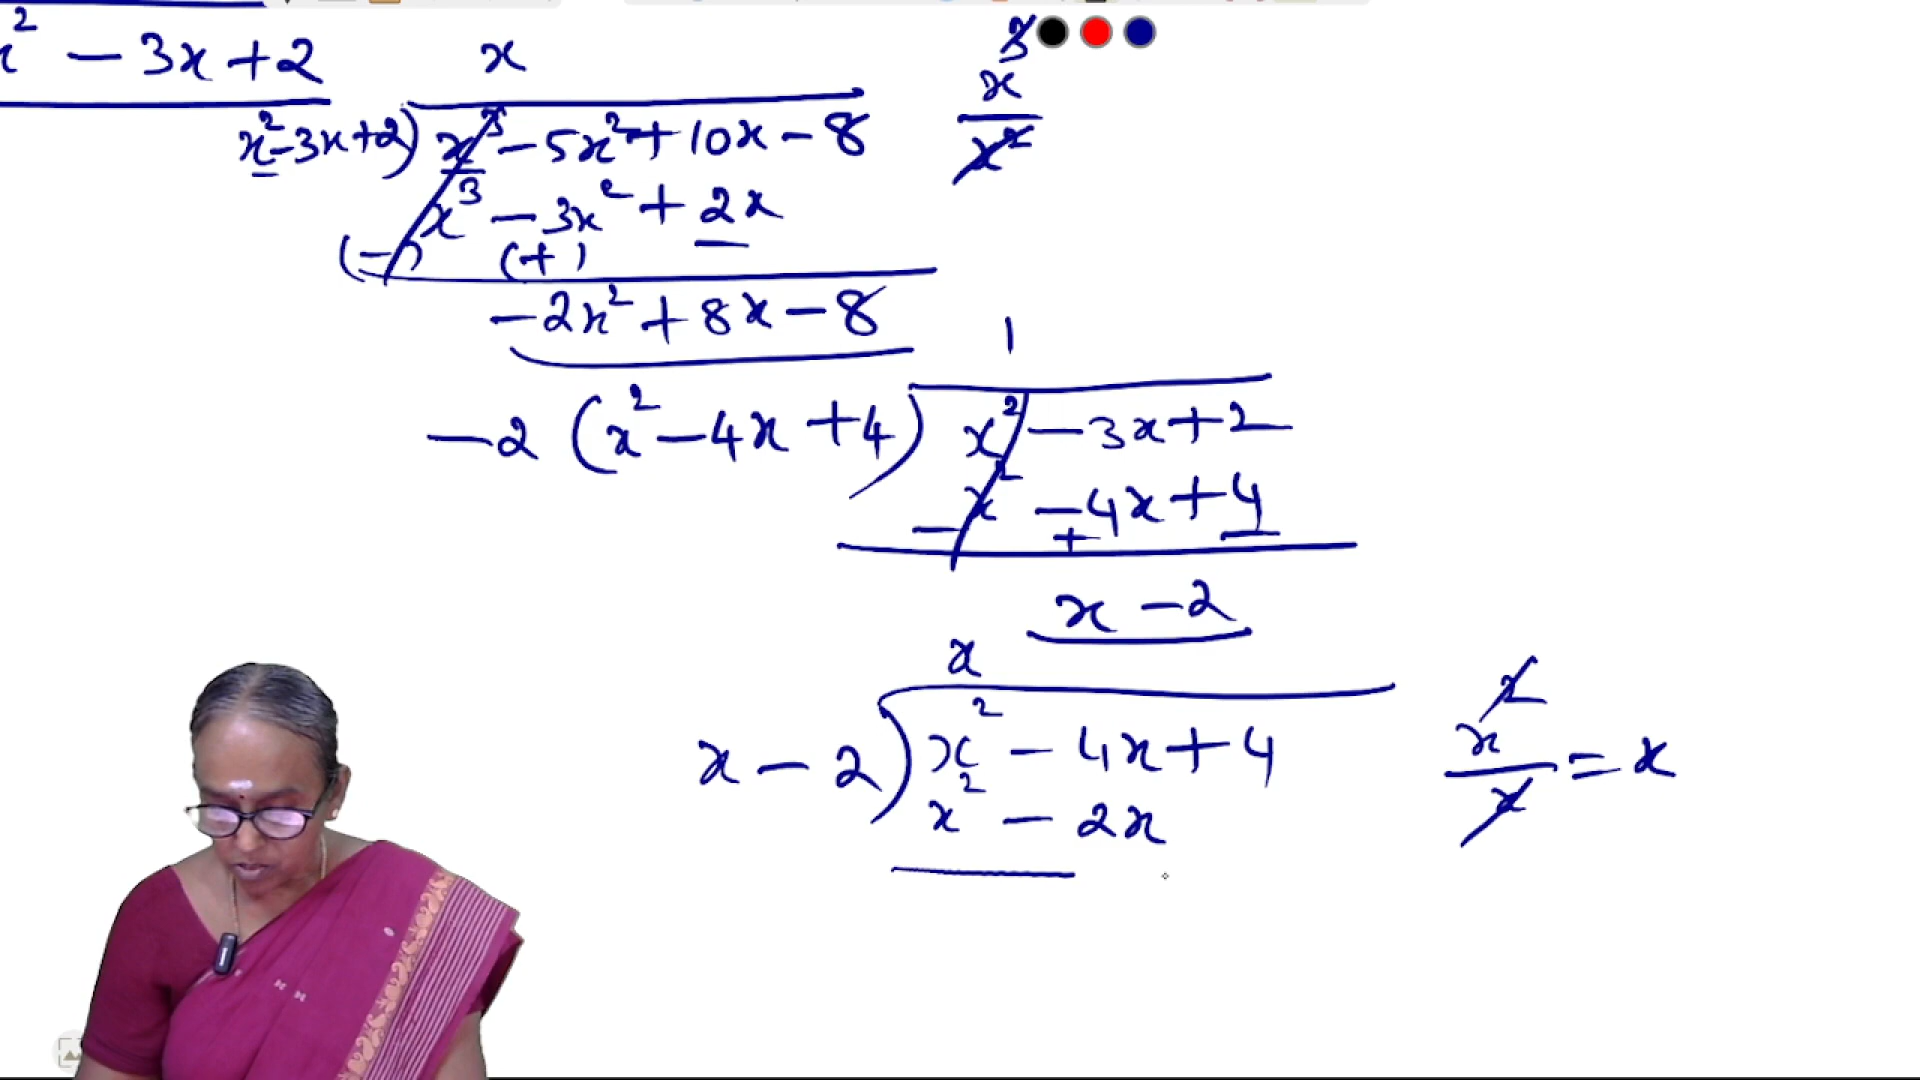 x² - 3x + 2
x
x² - 3x + 2) x³ - 5x² + 10x - 8
x³ - 3x² + 2x
(-) (+)
-2x² + 8x - 8
x³
x²
1
-2 (x² - 4x + 4) x² - 3x + 2
x² - 4x + 4
- +
x - 2
x
x - 2) x² - 4x + 4
x² - 2x
x²
x
= x